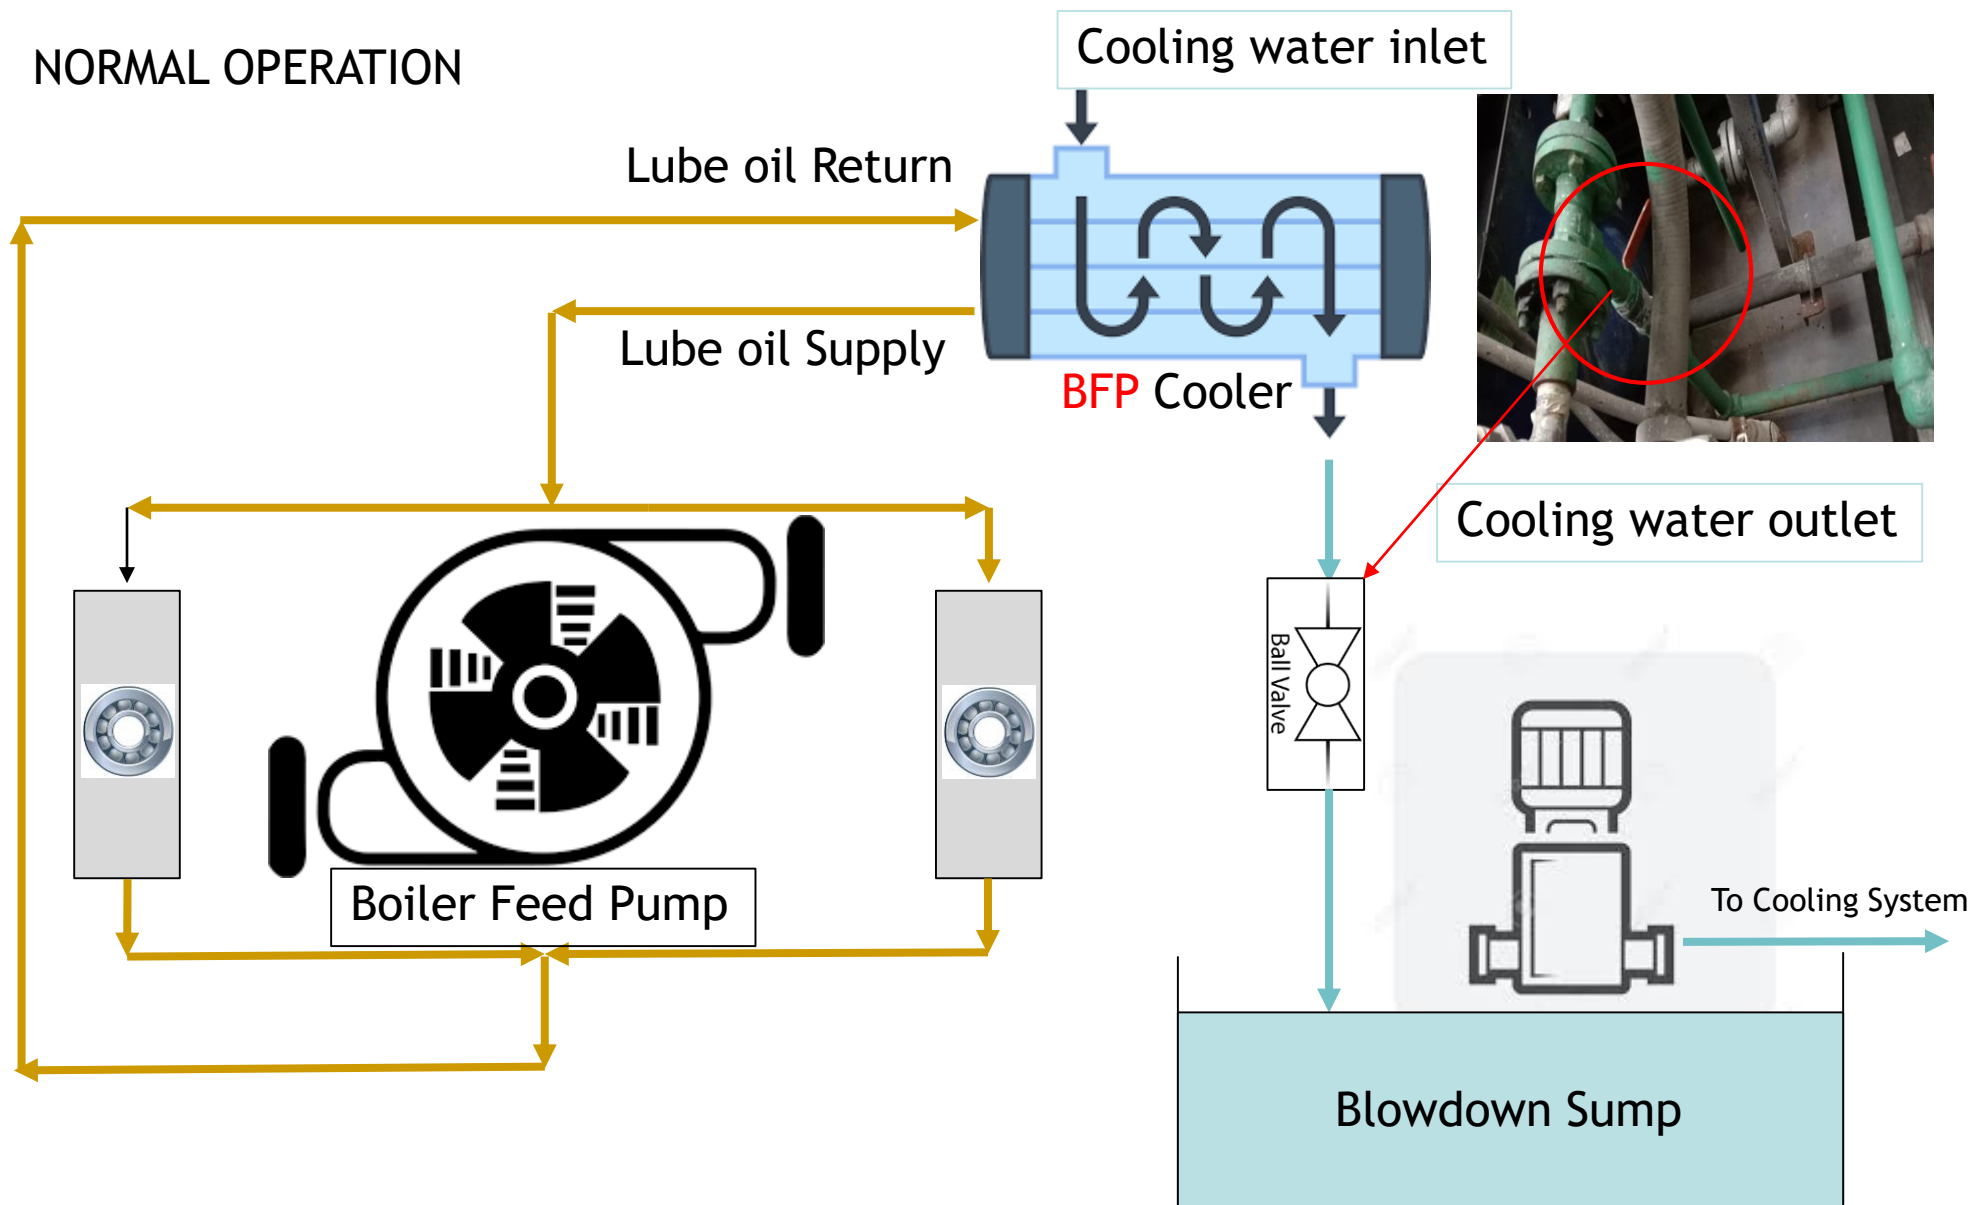 NORMAL OPERATION
Cooling water inlet
Lube oil Return
Lube oil Supply
BFP Cooler
Cooling water outlet
Ball Valve
Boiler Feed Pump
To Cooling System
Blowdown Sump